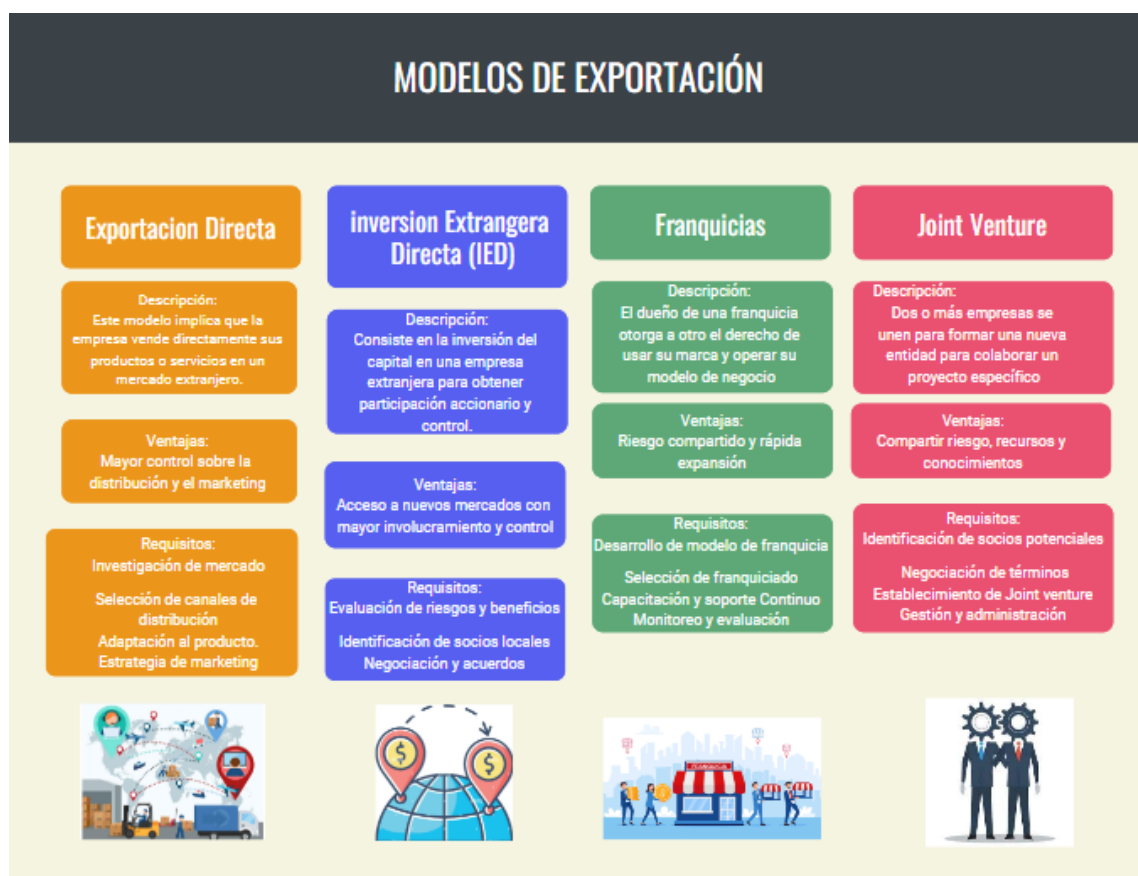 MODELOS DE EXPORTACIÓN
Exportacion Directa
Descripción:
Este modelo implica que la
empresa vende directamente sus
productos o servicios en un
mercado extranjero.
Ventajas:
Mayor control sobre la
distribución y el marketing
Requisitos:
Investigación de mercado
Selección de canales de
distribución
Adaptación al producto.
Estrategia de marketing
inversion Extrangera
Directa (IED)
Descripción:
Consiste en la inversión del
capital en una empresa
extranjera para obtener
participación accionario y
control.
Ventajas:
Acceso a nuevos mercados con
mayor involucramiento y control
Requisitos:
Evaluación de riesgos y beneficios
Identificación de socios locales
Negociación y acuerdos
Franquicias
Descripción:
El dueño de una franquicia
otorga a otro el derecho de
usar su marca y operar su
modelo de negocio
Ventajas:
Riesgo compartido y rápida
expansión
Requisitos:
Desarrollo de modelo de franquicia
Selección de franquiciado
Capacitación y soporte Continuo
Monitoreo y evaluación
FRANQUICIA
Joint Venture
Descripción:
Dos o más empresas se
unen para formar una nueva
entidad para colaborar un
proyecto específico
Ventajas:
Compartir riesgo, recursos y
conocimientos
Requisitos:
Identificación de socios potenciales
Negociación de términos
Establecimiento de Joint venture
Gestión y administración